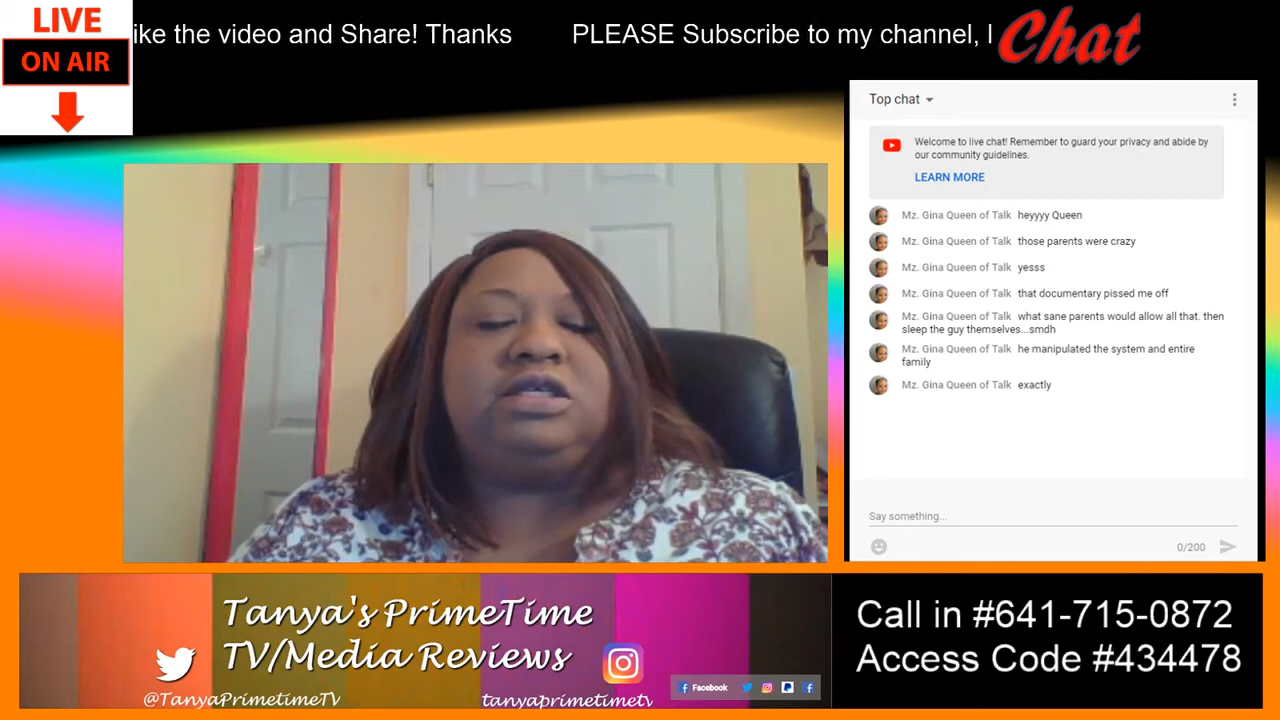 LIVE
ON AIR
ike the video and Share! Thanks
PLEASE Subscribe to my channel, l
Chat
Top chat
Welcome to live chat! Remember to guard your privacy and abide by
our community guidelines.
LEARN MORE
Mz. Gina Queen of Talk heyyyy Queen
Mz. Gina Queen of Talk those parents were crazy
Mz. Gina Queen of Talk yesss
Mz. Gina Queen of Talk that documentary pissed me off
Mz. Gina Queen of Talk what sane parents would allow all that. then
sleep the guy themselves...smdh
Mz. Gina Queen of Talk he manipulated the system and entire
family
Mz. Gina Queen of Talk exactly
Say something...
0/200
Tanya's PrimeTime
TV/Media Reviews
@TanyaPrimetimeTV
tanyaprimetimetv
Facebook
Call in #641-715-0872
Access Code #434478